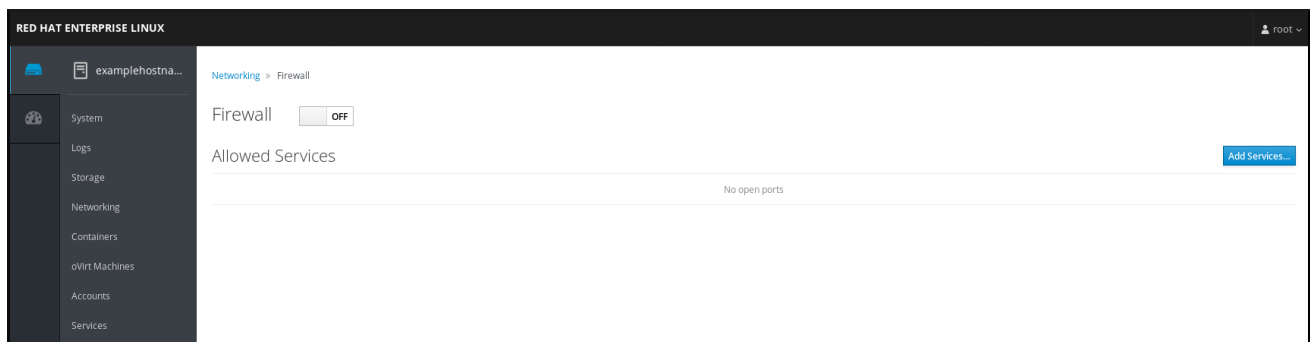 RED HAT ENTERPRISE LINUX
root
examplehostna...
Networking » Firewall
System
Firewall OFF
Logs
Allowed Services
Add Services...
Storage
No open ports
Networking
Containers
oVirt Machines
Accounts
Services